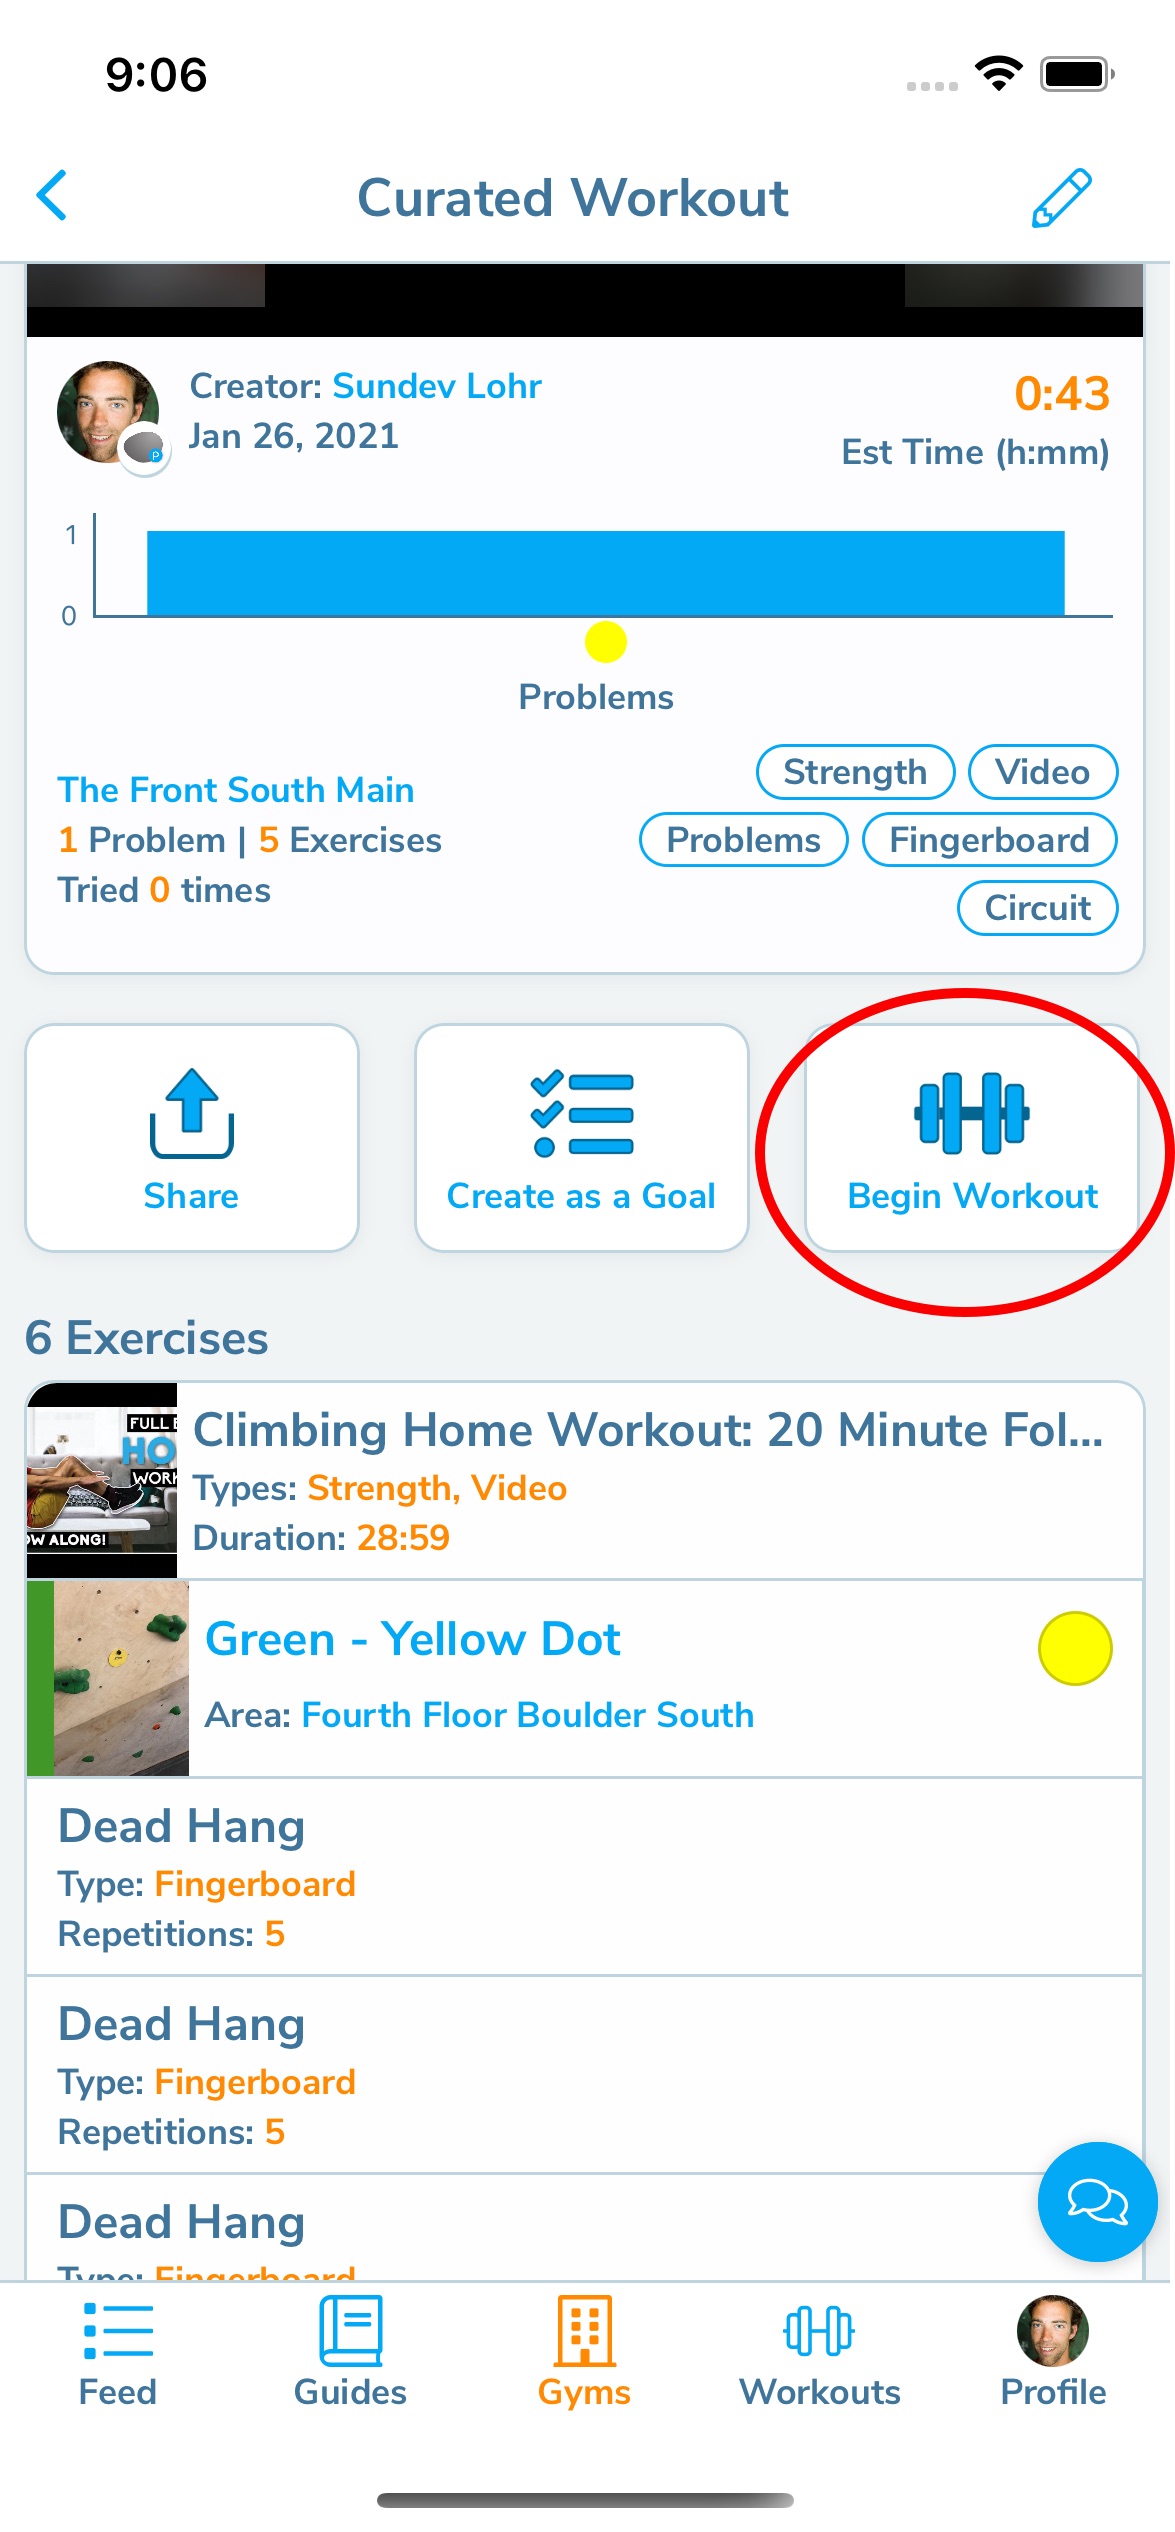 9:06
Curated Workout
Creator: Sundev Lohr
Jan 26, 2021
0:43
Est Time (h:mm)
1
0
Problems
The Front South Main
1 Problem | 5 Exercises
Tried 0 times
Strength
Video
Problems
Fingerboard
Circuit
Share
Create as a Goal
Begin Workout
6 Exercises
FULL
HO
WORK
OW ALONG!
Climbing Home Workout: 20 Minute Fol...
Types: Strength, Video
Duration: 28:59
Green - Yellow Dot
Area: Fourth Floor Boulder South
Dead Hang
Type: Fingerboard
Repetitions: 5
Dead Hang
Type: Fingerboard
Repetitions: 5
Dead Hang
Type: Fingerboard
Feed
Guides
Gyms
Workouts
Profile